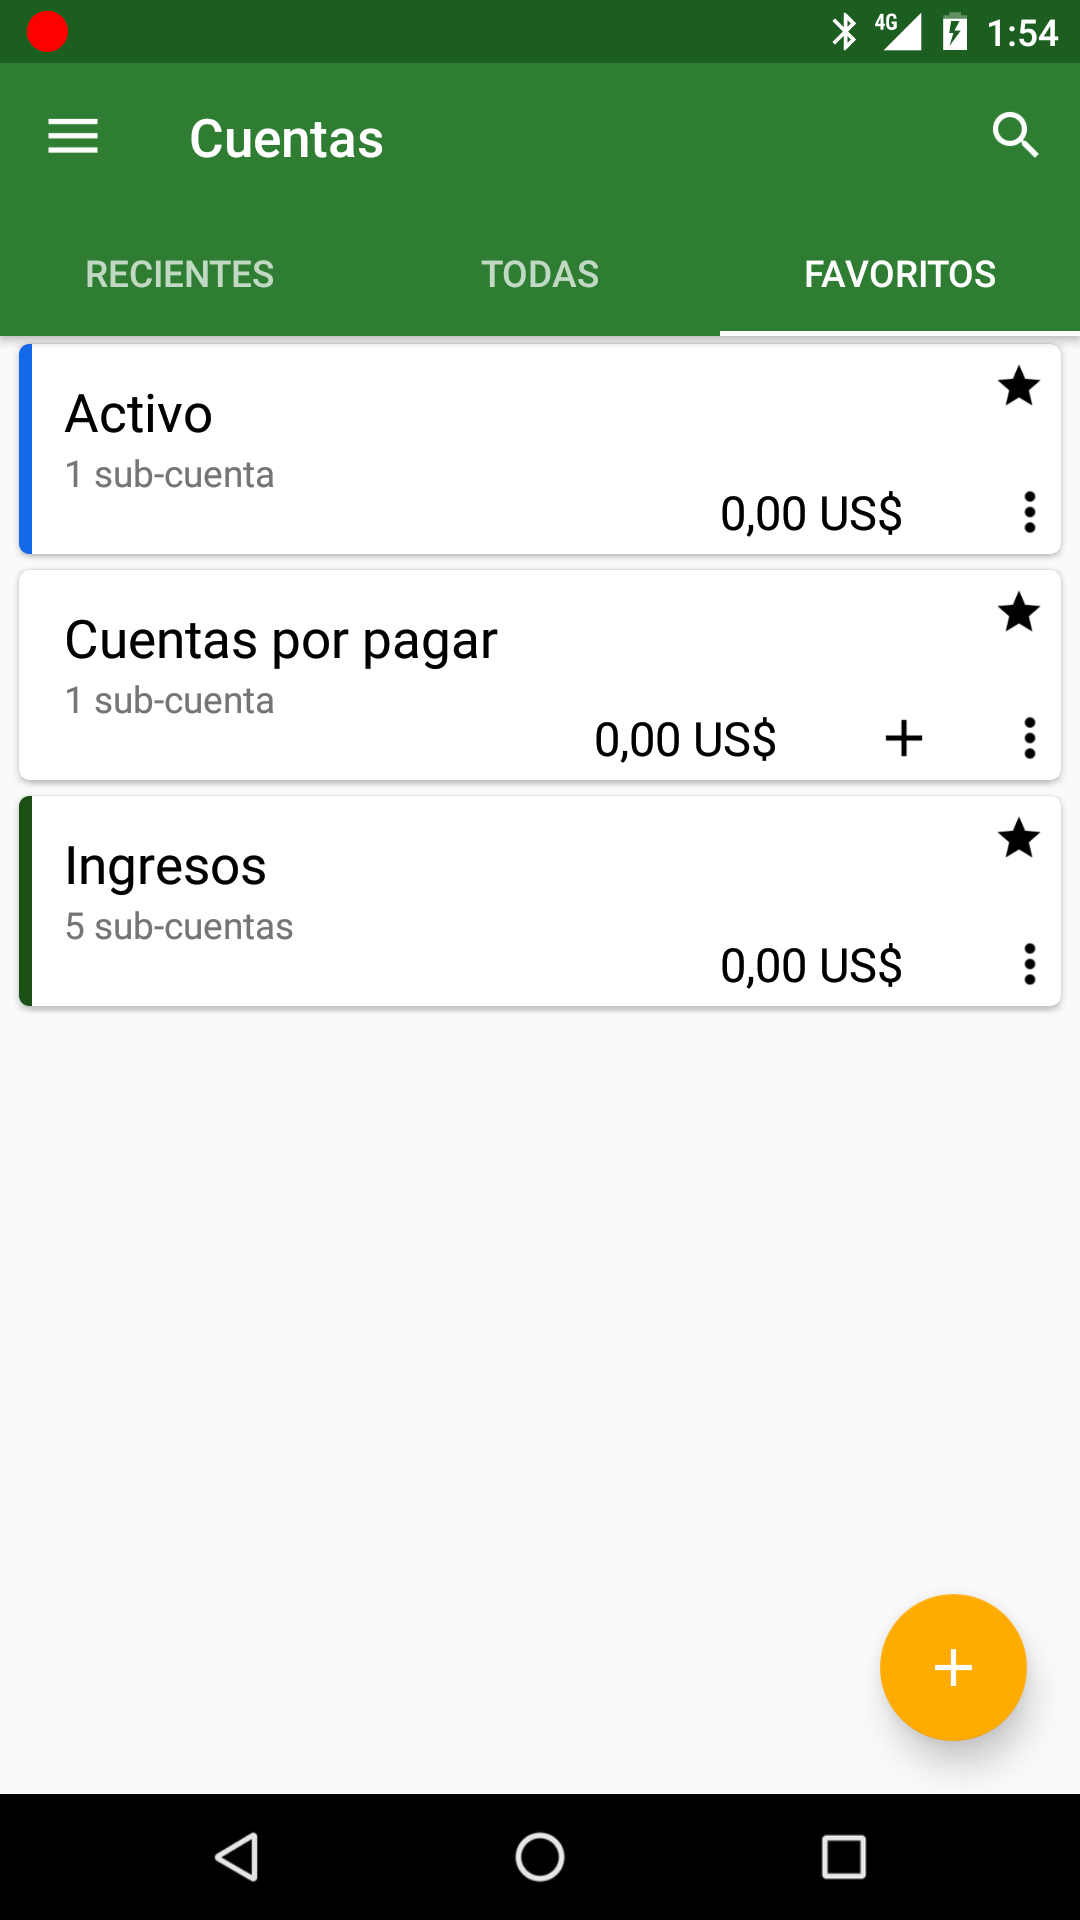 4G 1:54
Cuentas
RECIENTES TODAS FAVORITOS
Activo
1 sub-cuenta
0,00 US$
Cuentas por pagar
1 sub-cuenta
0,00 US$
Ingresos
5 sub-cuentas
0,00 US$